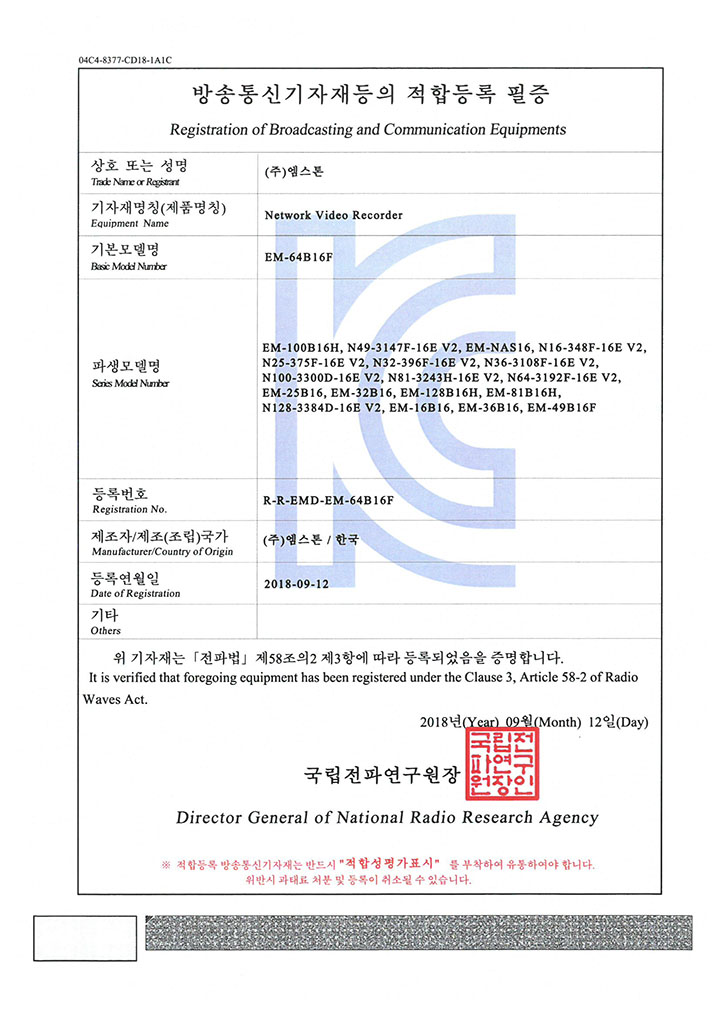 04C4-8377-CD18-1A1C
방송통신기자재등의 적합등록 필증
Registration of Broadcasting and Communication Equipments
상호 또는 성명
Trade Name or Registrant
(주)엠스톤
기자재명칭(제품명칭)
Equipment Name
Network Video Recorder
기본모델명
Basic Model Number
EM-64B16F
파생모델명
Series Model Number
EM-100B16H, N49-3147F-16E V2, EM-NAS16, N16-348F-16E V2,
N25-375F-16E V2, N32-396F-16E V2, N36-3108F-16E V2,
N100-3300D-16E V2, N81-3243H-16E V2, N64-3192F-16E V2,
EM-25B16, EM-32B16, EM-128B16H, EM-81B16H,
N128-3384D-16E V2, EM-16B16, EM-36B16, EM-49B16F
등록번호
Registration No.
R-R-EMD-EM-64B16F
제조자/제조(조립)국가
Manufacturer/Country of Origin
(주)엠스톤 / 한국
등록연월일
Date of Registration
2018-09-12
기타
Others
위 기자재는「전파법」제58조의2 제3항에 따라 등록되었음을 증명합니다.
It is verified that foregoing equipment has been registered under the Clause 3, Article 58-2 of Radio
Waves Act.
2018년(Year) 09월(Month) 12일(Day)
국립전파연구원장
국립전
파연구
원장인
Director General of National Radio Research Agency
※ 적합등록 방송통신기자재는 반드시 "적합성평가표시" 를 부착하여 유통하여야 합니다.
위반시 과태료 처분 및 등록이 취소될 수 있습니다.